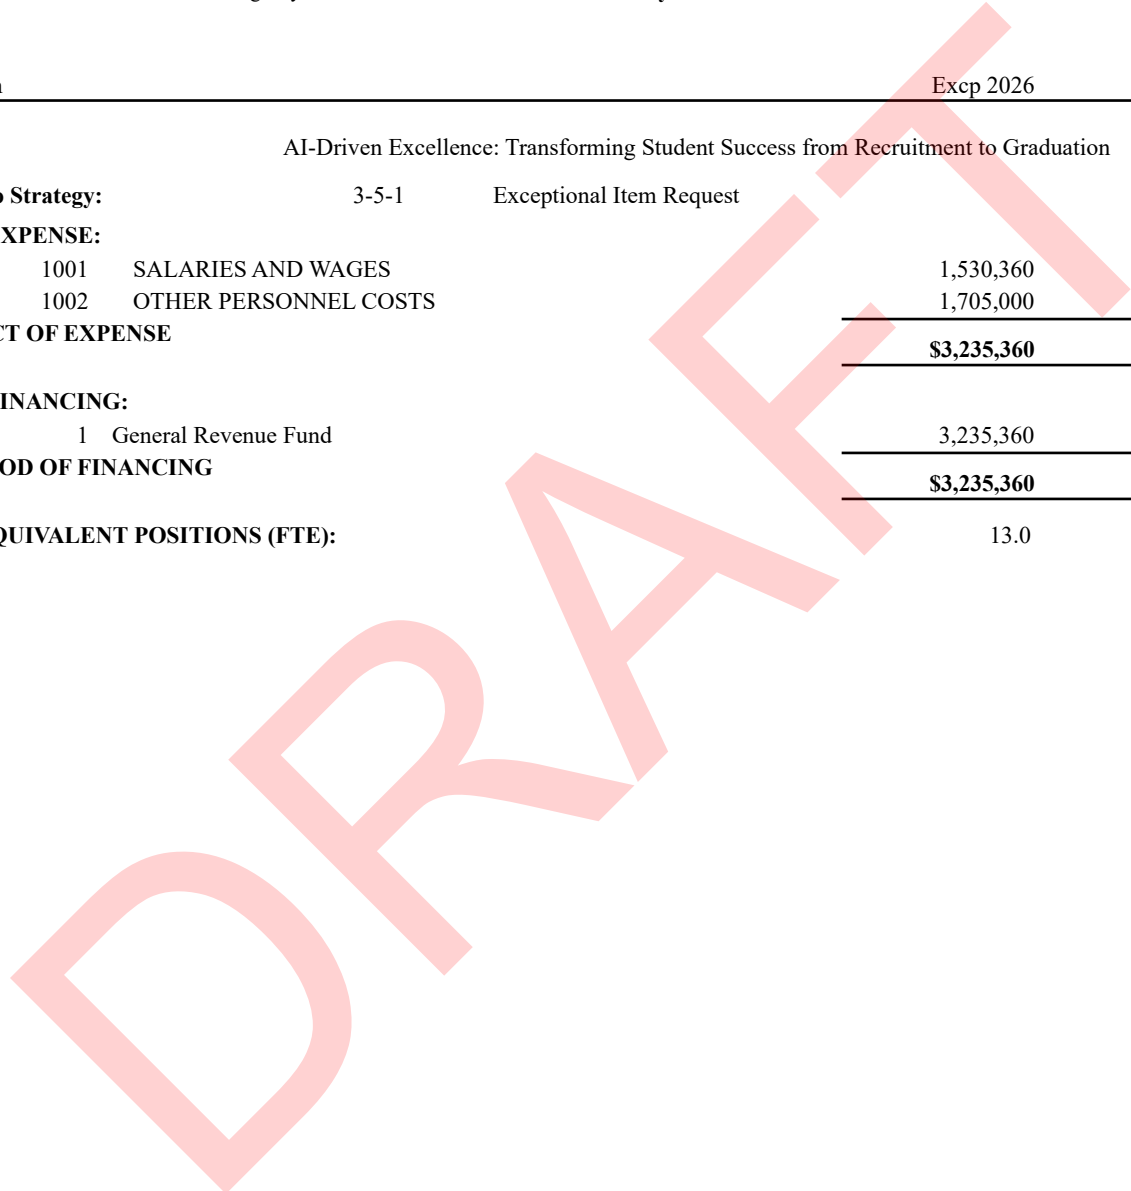 Excp 2026
AI-Driven Excellence: Transforming Student Success from Recruitment to Graduation
Strategy: 3-5-1 Exceptional Item Request
XPENSE:
1001 SALARIES AND WAGES 1,530,360
1002 OTHER PERSONNEL COSTS 1,705,000
CT OF EXPENSE
$3,235,360
INANCING:
1 General Revenue Fund 3,235,360
OD OF FINANCING
$3,235,360
QUIVALENT POSITIONS (FTE): 13.0
DRAFT